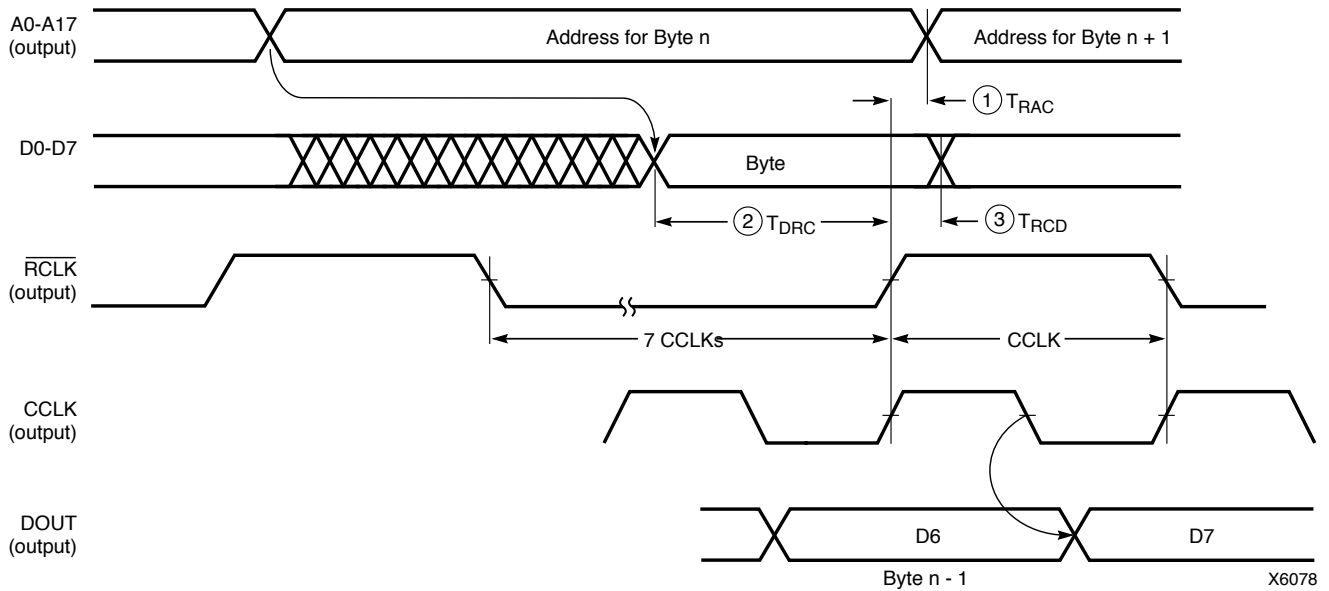 A0-A17
(output)
Address for Byte n
Address for Byte n + 1
1 TRAC
D0-D7
Byte
2 TDRC
3 TRCD
RCLK
(output)
7 CCLKs
CCLK
CCLK
(output)
DOUT
(output)
D6
D7
Byte n - 1
X6078